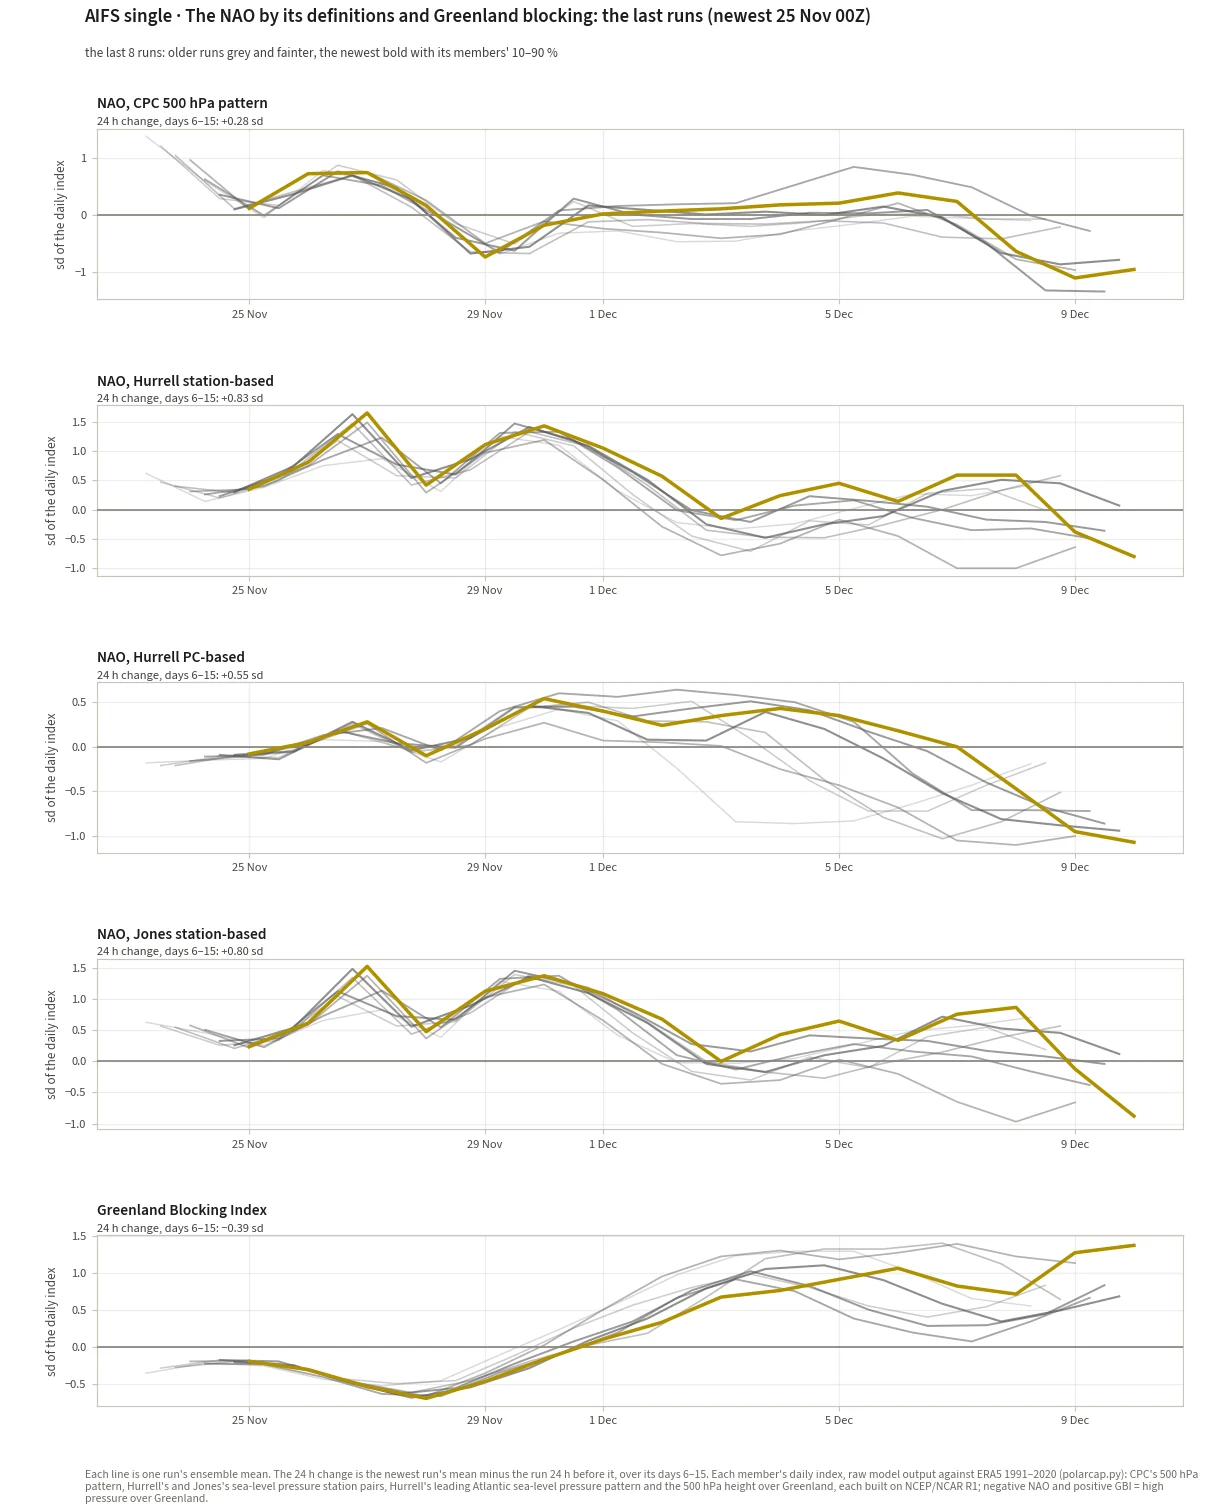 AIFS single · The NAO by its definitions and Greenland blocking: the last runs (newest 25 Nov 00Z)
the last 8 runs: older runs grey and fainter, the newest bold with its members' 10–90 %
NAO, CPC 500 hPa pattern
24 h change, days 6–15: +0.28 sd
sd of the daily index
1
0
−1
25 Nov
29 Nov
1 Dec
5 Dec
9 Dec
NAO, Hurrell station-based
24 h change, days 6–15: +0.83 sd
sd of the daily index
1.5
1.0
0.5
0.0
−0.5
−1.0
25 Nov
29 Nov
1 Dec
5 Dec
9 Dec
NAO, Hurrell PC-based
24 h change, days 6–15: +0.55 sd
sd of the daily index
0.5
0.0
−0.5
−1.0
25 Nov
29 Nov
1 Dec
5 Dec
9 Dec
NAO, Jones station-based
24 h change, days 6–15: +0.80 sd
sd of the daily index
1.5
1.0
0.5
0.0
−0.5
−1.0
25 Nov
29 Nov
1 Dec
5 Dec
9 Dec
Greenland Blocking Index
24 h change, days 6–15: −0.39 sd
sd of the daily index
1.5
1.0
0.5
0.0
−0.5
25 Nov
29 Nov
1 Dec
5 Dec
9 Dec
Each line is one run's ensemble mean. The 24 h change is the newest run's mean minus the run 24 h before it, over its days 6–15. Each member's daily index, raw model output against ERA5 1991–2020 (polarcap.py): CPC's 500 hPa
pattern, Hurrell's and Jones's sea-level pressure station pairs, Hurrell's leading Atlantic sea-level pressure pattern and the 500 hPa height over Greenland, each built on NCEP/NCAR R1; negative NAO and positive GBI = high
pressure over Greenland.